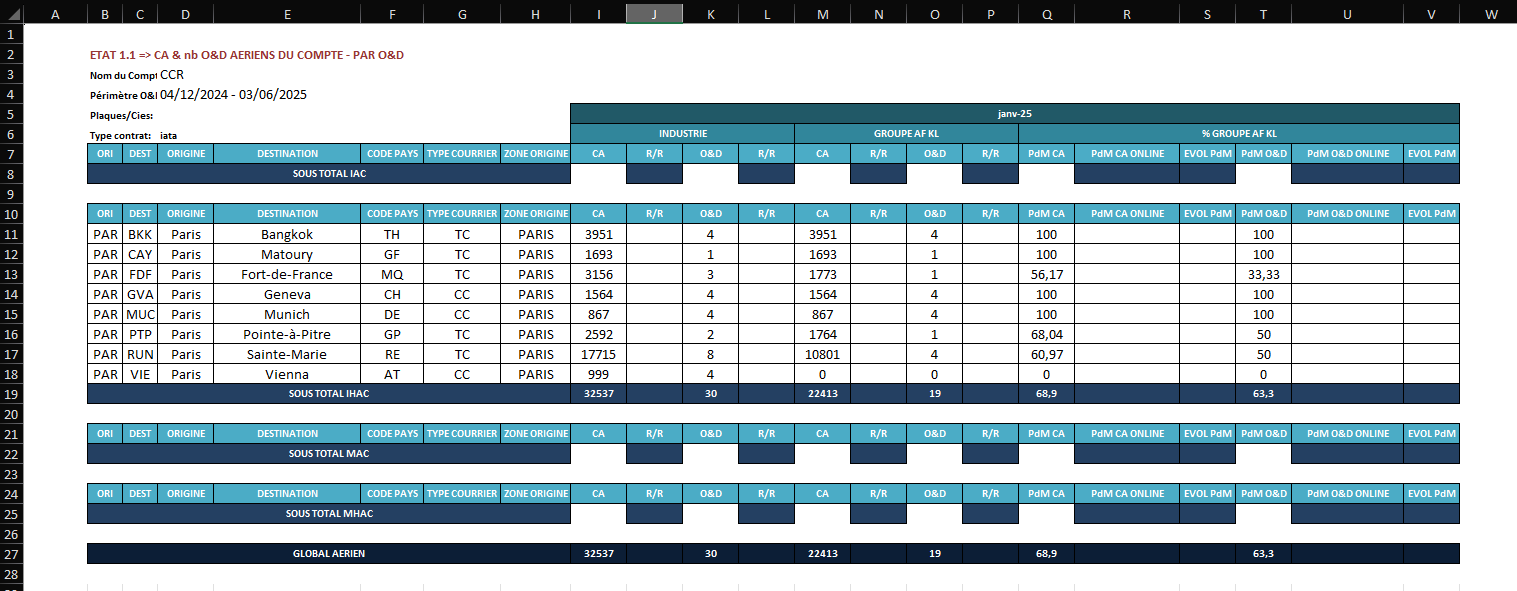 A B C D E F G H I J K L M N O P Q R S T U V W
1
2 ETAT 1.1 => CA & nb O&D AERIENS DU COMPTE - PAR O&D
3 Nom du Compt CCR
4 Périmètre O& 04/12/2024 - 03/06/2025
5 Plaques/Cies: janv-25
6 Type contrat: iata INDUSTRIE GROUPE AF KL % GROUPE AF KL
7 ORI DEST ORIGINE DESTINATION CODE PAYS TYPE COURRIER ZONE ORIGINE CA R/R O&D R/R CA R/R O&D R/R PdM CA PdM CA ONLINE EVOL PdM PdM O&D PdM O&D ONLINE EVOL PdM
8 SOUS TOTAL IAC
9
10 ORI DEST ORIGINE DESTINATION CODE PAYS TYPE COURRIER ZONE ORIGINE CA R/R O&D R/R CA R/R O&D R/R PdM CA PdM CA ONLINE EVOL PdM PdM O&D PdM O&D ONLINE EVOL PdM
11 PAR BKK Paris Bangkok TH TC PARIS 3951 4 3951 4 100 100
12 PAR CAY Paris Matoury GF TC PARIS 1693 1 1693 1 100 100
13 PAR FDF Paris Fort-de-France MQ TC PARIS 3156 3 1773 1 56,17 33,33
14 PAR GVA Paris Geneva CH CC PARIS 1564 4 1564 4 100 100
15 PAR MUC Paris Munich DE CC PARIS 867 4 867 4 100 100
16 PAR PTP Paris Pointe-à-Pitre GP TC PARIS 2592 2 1764 1 68,04 50
17 PAR RUN Paris Sainte-Marie RE TC PARIS 17715 8 10801 4 60,97 50
18 PAR VIE Paris Vienna AT CC PARIS 999 4 0 0 0 0
19 SOUS TOTAL IHAC 32537 30 22413 19 68,9 63,3
20
21 ORI DEST ORIGINE DESTINATION CODE PAYS TYPE COURRIER ZONE ORIGINE CA R/R O&D R/R CA R/R O&D R/R PdM CA PdM CA ONLINE EVOL PdM PdM O&D PdM O&D ONLINE EVOL PdM
22 SOUS TOTAL MAC
23
24 ORI DEST ORIGINE DESTINATION CODE PAYS TYPE COURRIER ZONE ORIGINE CA R/R O&D R/R CA R/R O&D R/R PdM CA PdM CA ONLINE EVOL PdM PdM O&D PdM O&D ONLINE EVOL PdM
25 SOUS TOTAL MHAC
26
27 GLOBAL AERIEN 32537 30 22413 19 68,9 63,3
28